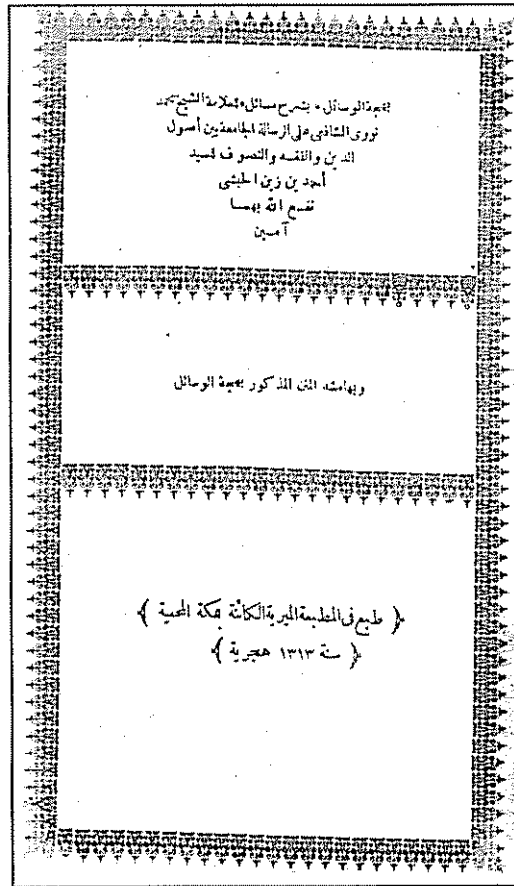 بهجة الوسائل * بشرح مسائل * للعلامة الشيخ محمد
نووى الشافعى على الرسالة الجامعة بين أصول
الدين والفقه والتصوف للسيد
أحمد بن زين الحبشى
نفع الله بهما
آمين
وبهامشه المتن المذكور بهجة الوسائل
﴿ طبع فى المطبعة الميرية الكائنة بمكة المحمية ﴾
﴿ سنة ١٣١٣ هجرية ﴾